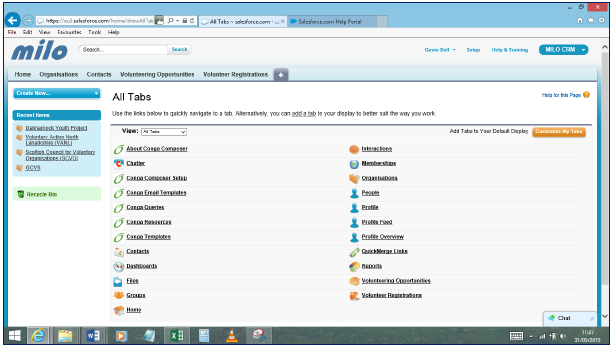 https://eu5.salesforce.com/home/showAllTabs
All Tabs ~ salesforce.com - ...
Salesforce.com Help Portal
File Edit View Favourites Tools Help
milo
Search...
Search
Gavin Bell
Setup
Help & Training
MILO CRM
Home Organisations Contacts Volunteering Opportunities Volunteer Registrations +
Create New...
Recent Items
Dalmarnock Youth Project
Voluntary Action North
Lanarkshire (VANL)
Scottish Council for Voluntary
Organisations (SCVO)
GCVS
Recycle Bin
All Tabs
Help for this Page
Use the links below to quickly navigate to a tab. Alternatively, you can add a tab to your display to better suit the way you work.
View: All Tabs
Add Tabs to Your Default Display
Customize My Tabs
About Conga Composer
Chatter
Conga Composer Setup
Conga Email Templates
Conga Queries
Conga Resources
Conga Templates
Contacts
Dashboards
Files
Groups
Home
Interactions
Memberships
Organisations
People
Profile
Profile Feed
Profile Overview
QuickMerge Links
Reports
Volunteering Opportunities
Volunteer Registrations
Chat
11:47
31/05/2015